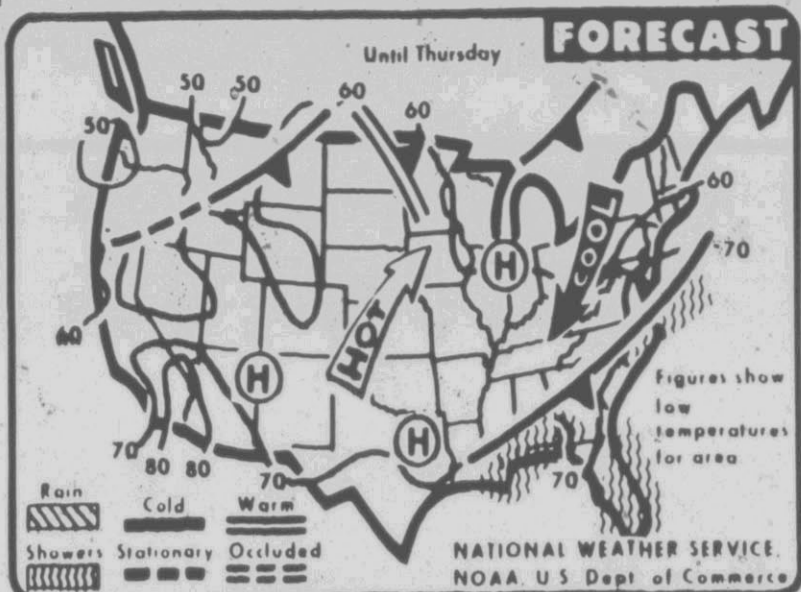 FORECAST
Until Thursday
50
50
60
60
50
60
COOL
70
H
60
HOT
H
Figures show
low
temperatures
for area
H
70
80
80
70
70
Rain
Cold
Warm
Showers
Stationary
Occluded
NATIONAL WEATHER SERVICE,
NOAA, U S Dept of Commerce